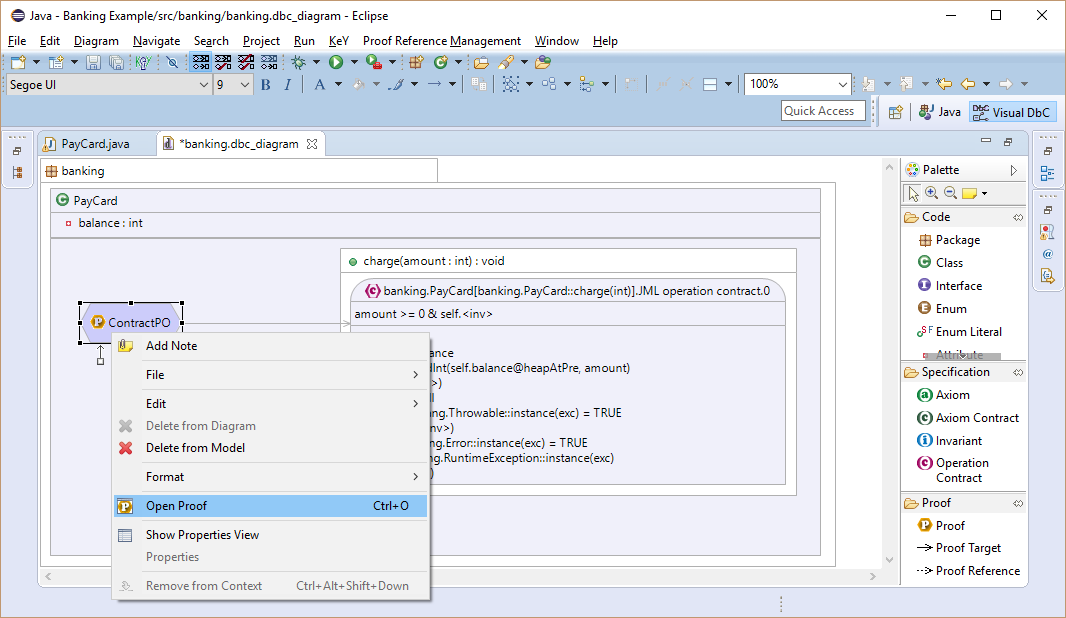 Java - Banking Example/src/banking/banking.dbc_diagram - Eclipse
File Edit Diagram Navigate Search Project Run KeY Proof Reference Management Window Help
Segoe UI 9 B I A 100%
Quick Access Java Visual DbC
PayCard.java *banking.dbc_diagram
banking
PayCard
balance : int
charge(amount : int) : void
banking.PayCard[banking.PayCard::charge(int)].JML operation contract.0
amount >= 0 & self.<inv>
ContractPO
ance
dInt(self.balance@heapAtPre, amount)
>)
ll
ang.Throwable::instance(exc) = TRUE
nv>)
ng.Error::instance(exc) = TRUE
ng.RuntimeException::instance(exc)
)
Add Note
File
Edit
Delete from Diagram
Delete from Model
Format
Open Proof Ctrl+O
Show Properties View
Properties
Remove from Context Ctrl+Alt+Shift+Down
Palette
Code
Package
Class
Interface
Enum
Enum Literal
Attribute
Specification
Axiom
Axiom Contract
Invariant
Operation
Contract
Proof
Proof
Proof Target
Proof Reference